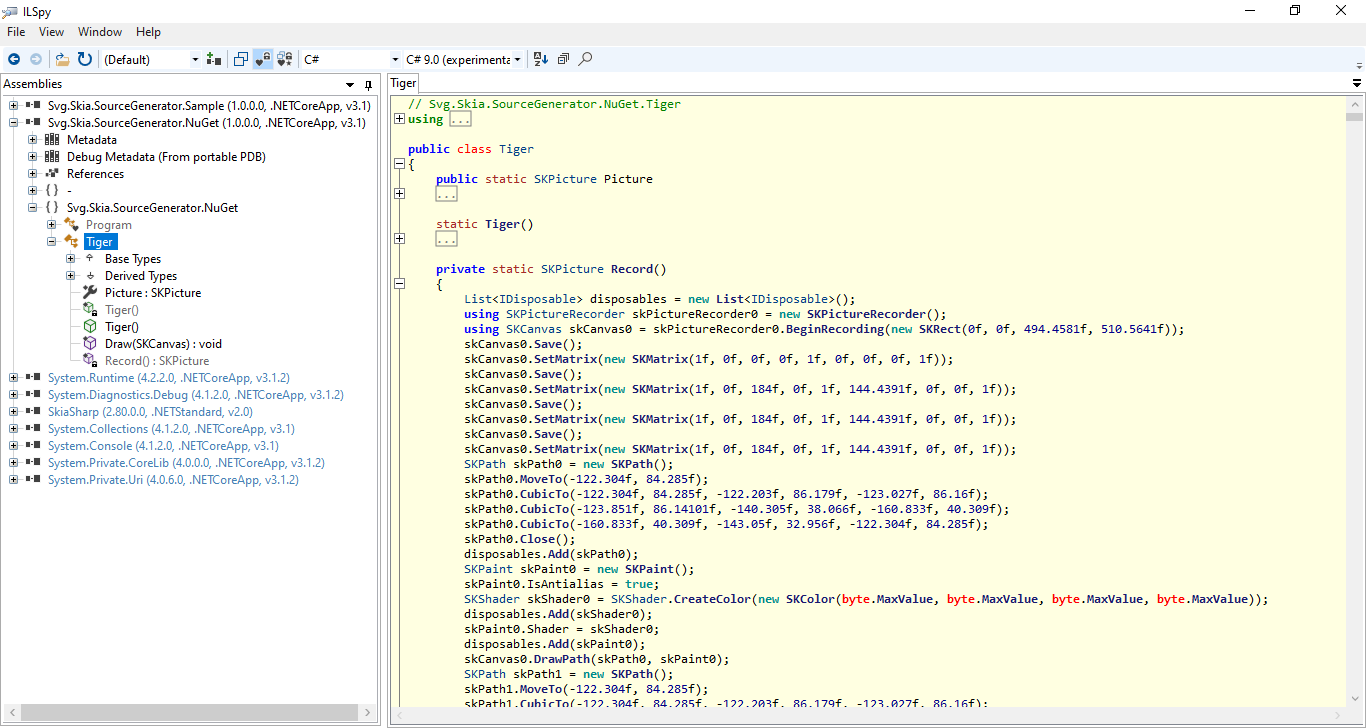 ILSpy
File View Window Help
(Default) C# C# 9.0 (experimenta
Assemblies
Svg.Skia.SourceGenerator.Sample (1.0.0.0, .NETCoreApp, v3.1)
Svg.Skia.SourceGenerator.NuGet (1.0.0.0, .NETCoreApp, v3.1)
Metadata
Debug Metadata (From portable PDB)
References
{ } -
{ } Svg.Skia.SourceGenerator.NuGet
Program
Tiger
Base Types
Derived Types
Picture : SKPicture
Tiger()
Tiger()
Draw(SKCanvas) : void
Record() : SKPicture
System.Runtime (4.2.2.0, .NETCoreApp, v3.1.2)
System.Diagnostics.Debug (4.1.2.0, .NETCoreApp, v3.1.2)
SkiaSharp (2.80.0.0, .NETStandard, v2.0)
System.Collections (4.1.2.0, .NETCoreApp, v3.1)
System.Console (4.1.2.0, .NETCoreApp, v3.1)
System.Private.CoreLib (4.0.0.0, .NETCoreApp, v3.1.2)
System.Private.Uri (4.0.6.0, .NETCoreApp, v3.1.2)
Tiger
// Svg.Skia.SourceGenerator.NuGet.Tiger
using ...
public class Tiger
{
public static SKPicture Picture
...
static Tiger()
...
private static SKPicture Record()
{
List<IDisposable> disposables = new List<IDisposable>();
using SKPictureRecorder skPictureRecorder0 = new SKPictureRecorder();
using SKCanvas skCanvas0 = skPictureRecorder0.BeginRecording(new SKRect(0f, 0f, 494.4581f, 510.5641f));
skCanvas0.Save();
skCanvas0.SetMatrix(new SKMatrix(1f, 0f, 0f, 0f, 1f, 0f, 0f, 0f, 1f));
skCanvas0.Save();
skCanvas0.SetMatrix(new SKMatrix(1f, 0f, 184f, 0f, 1f, 144.4391f, 0f, 0f, 1f));
skCanvas0.Save();
skCanvas0.SetMatrix(new SKMatrix(1f, 0f, 184f, 0f, 1f, 144.4391f, 0f, 0f, 1f));
skCanvas0.Save();
skCanvas0.SetMatrix(new SKMatrix(1f, 0f, 184f, 0f, 1f, 144.4391f, 0f, 0f, 1f));
SKPath skPath0 = new SKPath();
skPath0.MoveTo(-122.304f, 84.285f);
skPath0.CubicTo(-122.304f, 84.285f, -122.203f, 86.179f, -123.027f, 86.16f);
skPath0.CubicTo(-123.851f, 86.14101f, -140.305f, 38.066f, -160.833f, 40.309f);
skPath0.CubicTo(-160.833f, 40.309f, -143.05f, 32.956f, -122.304f, 84.285f);
skPath0.Close();
disposables.Add(skPath0);
SKPaint skPaint0 = new SKPaint();
skPaint0.IsAntialias = true;
SKShader skShader0 = SKShader.CreateColor(new SKColor(byte.MaxValue, byte.MaxValue, byte.MaxValue, byte.MaxValue));
disposables.Add(skShader0);
skPaint0.Shader = skShader0;
disposables.Add(skPaint0);
skCanvas0.DrawPath(skPath0, skPaint0);
SKPath skPath1 = new SKPath();
skPath1.MoveTo(-122.304f, 84.285f);
skPath1.CubicTo(-122.304f, 84.285f, -122.203f, 86.179f, -123.027f, 86.16f);